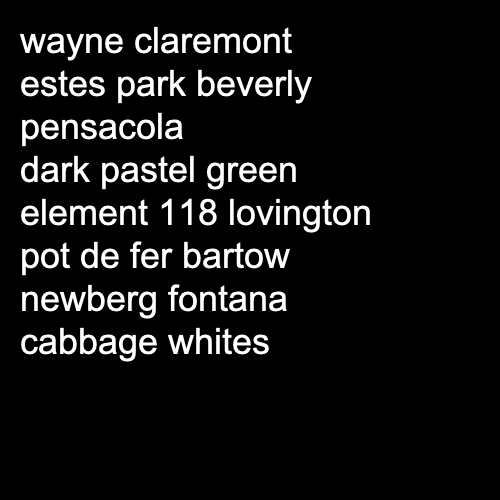 wayne claremont
estes park beverly
pensacola
dark pastel green
element 118 lovington
pot de fer bartow
newberg fontana
cabbage whites